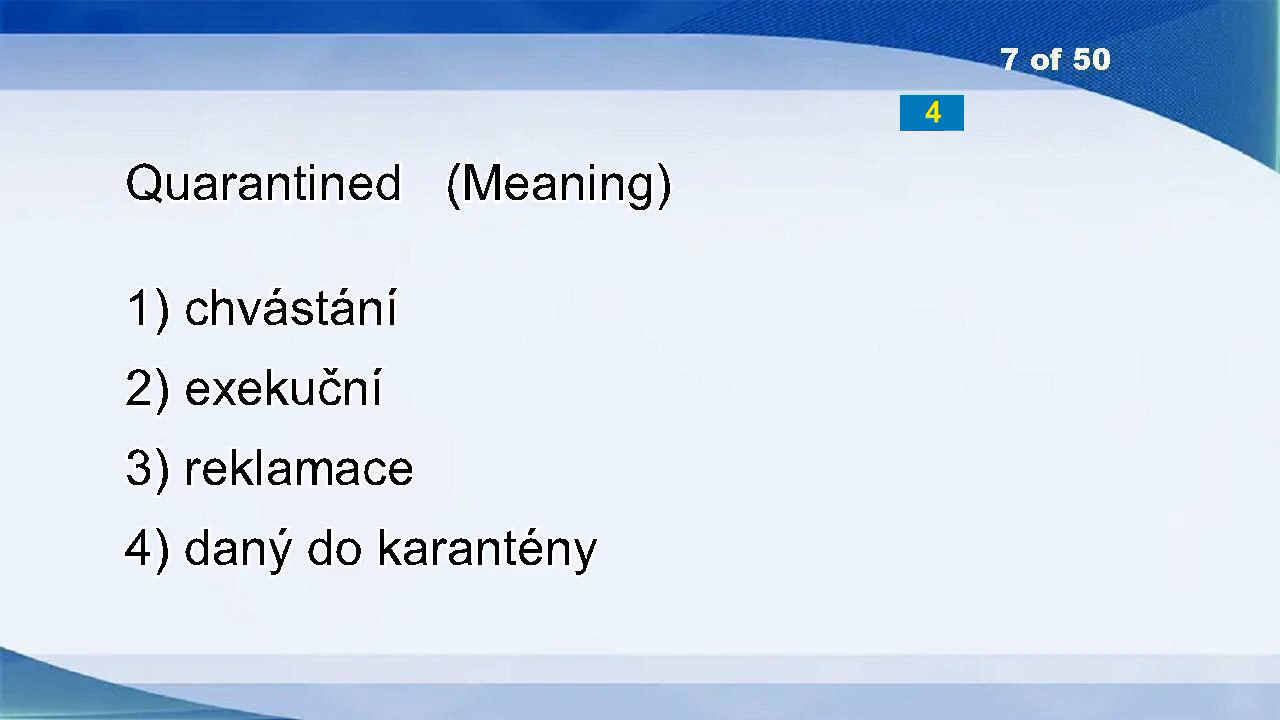 7 of 50
4
Quarantined (Meaning)
1) chvástání
2) exekuční
3) reklamace
4) daný do karantény